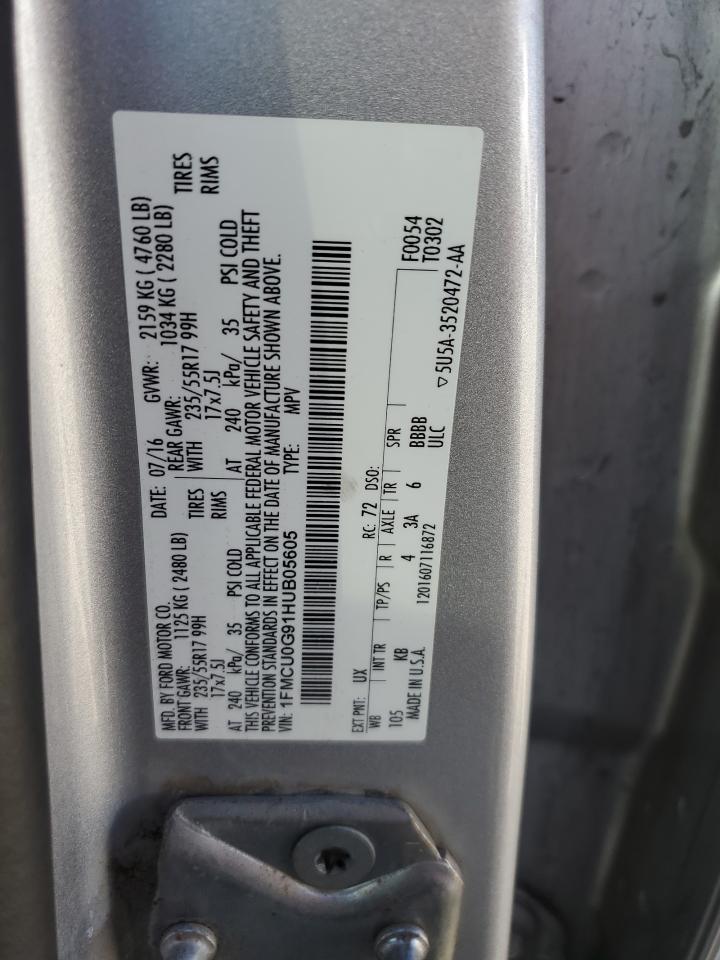 MFD. BY FORD MOTOR CO.
DATE: 07/16 GVWR: 2159 KG ( 4760 LB)
FRONT GAWR: 1125 KG ( 2480 LB) REAR GAWR: 1034 KG ( 2280 LB)
WITH 235/55R17 99H TIRES WITH 235/55R17 99H TIRES
17x7.5J RIMS 17x7.5J RIMS
AT 240 kPa/ 35 PSI COLD AT 240 kPa/ 35 PSI COLD
THIS VEHICLE CONFORMS TO ALL APPLICABLE FEDERAL MOTOR VEHICLE SAFETY AND THEFT
PREVENTION STANDARDS IN EFFECT ON THE DATE OF MANUFACTURE SHOWN ABOVE.
VIN: 1FMCU0G91HUB05605 TYPE: MPV
EXT PNT: UX RC: 72 DSO:
WB INT TR TP/PS R AXLE TR SPR F0054
105 KB 4 3A 6 BBBB T0302
MADE IN U.S.A. 1201607116872 ULC ▽5U5A-3520472-AA